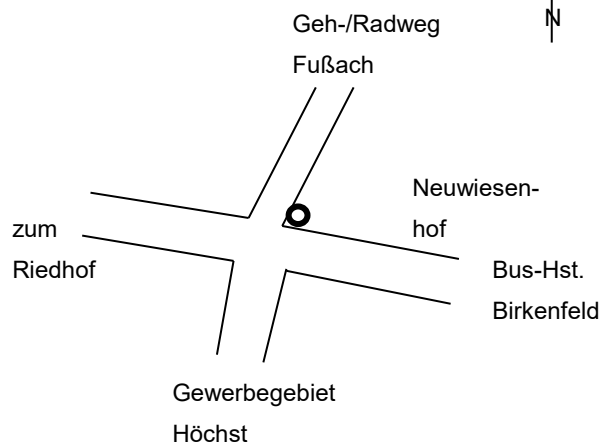 Geh-/Radweg
Fußach
N
Neuwiesen-
hof
zum
Riedhof
Bus-Hst.
Birkenfeld
Gewerbegebiet
Höchst